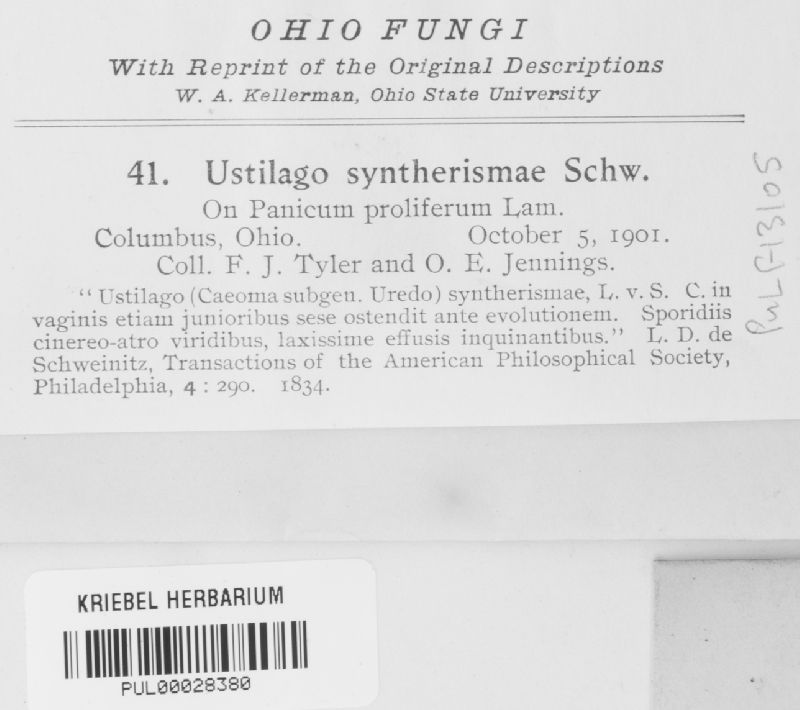 OHIO FUNGI
With Reprint of the Original Descriptions
W. A. Kellerman, Ohio State University
41. Ustilago syntherismae Schw.
On Panicum proliferum Lam.
Columbus, Ohio. October 5, 1901.
Coll. F. J. Tyler and O. E. Jennings.
“Ustilago (Caeoma subgen. Uredo) syntherismae, L. v. S. C. in
vaginis etiam junioribus sese ostendit ante evolutionem. Sporidiis
cinereo-atro viridibus, laxissime effusis inquinantibus.” L. D. de
Schweinitz, Transactions of the American Philosophical Society,
Philadelphia, 4 : 290. 1834.
PUL F13105
KRIEBEL HERBARIUM
PUL00028380